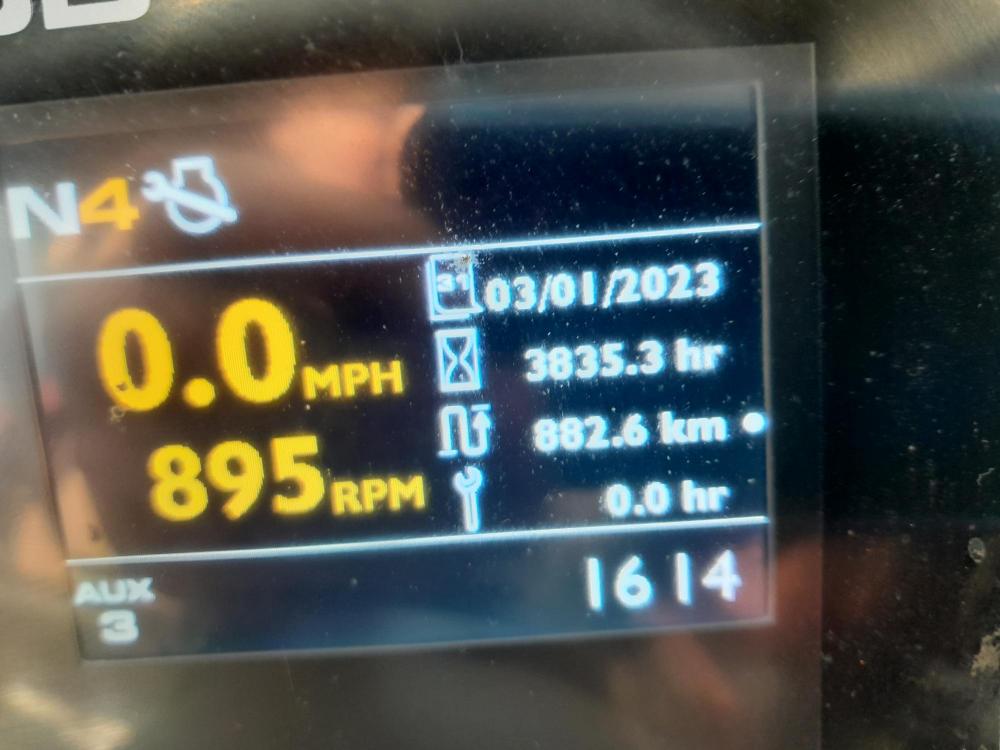 N4
31 03/01/2023
0.0 MPH
3835.3 hr
882.6 km
895 RPM
0.0 hr
AUX
3
16 14